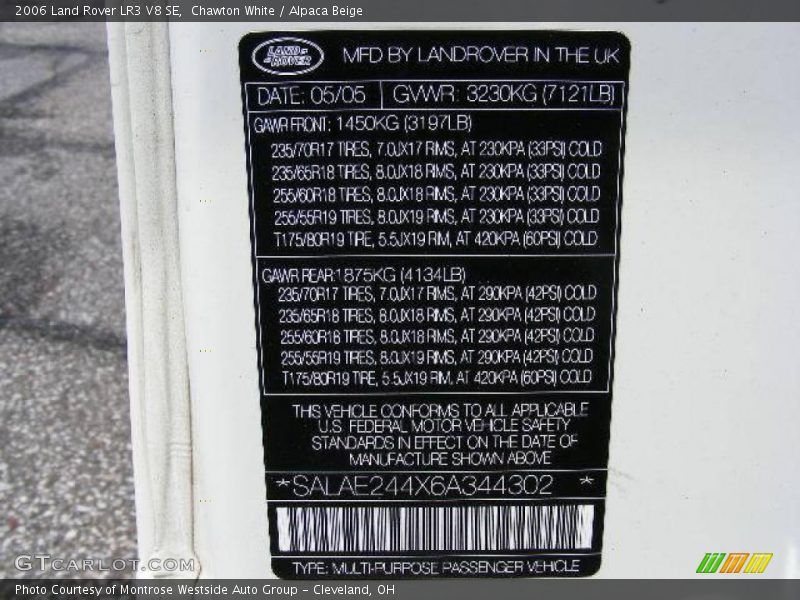 2006 Land Rover LR3 V8 SE, Chawton White / Alpaca Beige
LAND-
-ROVER
MFD BY LANDROVER IN THE UK
DATE: 05/05 GVWR: 3230KG (7121LB)
GAWR FRONT: 1450KG (3197LB)
235/70R17 TIRES, 7.0JX17 RIMS, AT 230KPA (33PSI) COLD
235/65R18 TIRES, 8.0JX18 RIMS, AT 230KPA (33PSI) COLD
255/60R18 TIRES, 8.0JX18 RIMS, AT 230KPA (33PSI) COLD
255/55R19 TIRES, 8.0JX19 RIMS, AT 230KPA (33PSI) COLD
T175/80R19 TIRE, 5.5JX19 RIM, AT 420KPA (60PSI) COLD
GAWR REAR:1875KG (4134LB)
235/70R17 TIRES, 7.0JX17 RIMS, AT 290KPA (42PSI) COLD
235/65R18 TIRES, 8.0JX18 RIMS, AT 290KPA (42PSI) COLD
255/60R18 TIRES, 8.0JX18 RIMS, AT 290KPA (42PSI) COLD
255/55R19 TIRES, 8.0JX19 RIMS, AT 290KPA (42PSI) COLD
T175/80R19 TIRE, 5.5JX19 RIM, AT 420KPA (60PSI) COLD
THIS VEHICLE CONFORMS TO ALL APPLICABLE
U.S. FEDERAL MOTOR VEHICLE SAFETY
STANDARDS IN EFFECT ON THE DATE OF
MANUFACTURE SHOWN ABOVE
*SALAE244X6A344302 *
TYPE: MULTI-PURPOSE PASSENGER VEHICLE
GTCarLot.com
Photo Courtesy of Montrose Westside Auto Group - Cleveland, OH